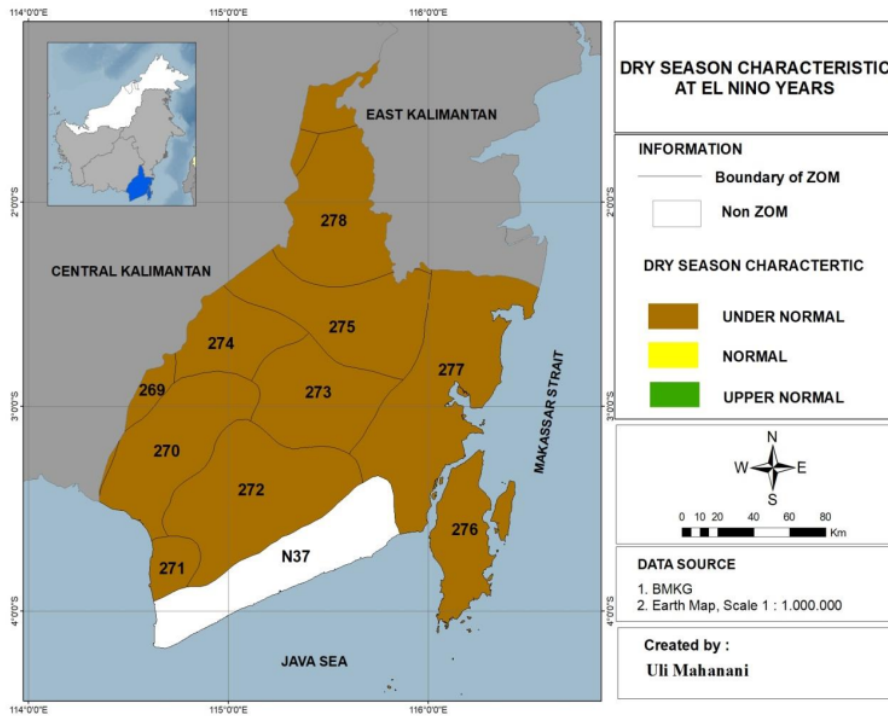 114°0'0"E
115°0'0"E
116°0'0"E
EAST KALIMANTAN
2°0'0"S
2°0'0"S
278
CENTRAL KALIMANTAN
275
274
277
273
269
3°0'0"S
3°0'0"S
MAKASSAR STRAIT
270
272
276
N37
271
4°0'0"S
4°0'0"S
JAVA SEA
114°0'0"E
115°0'0"E
116°0'0"E
DRY SEASON CHARACTERISTIC
AT EL NINO YEARS
INFORMATION
Boundary of ZOM
Non ZOM
DRY SEASON CHARACTERTIC
UNDER NORMAL
NORMAL
UPPER NORMAL
N
W E
S
0 10 20 40 60 80
Km
DATA SOURCE
1. BMKG
2. Earth Map, Scale 1 : 1.000.000
Created by :
Uli Mahanani